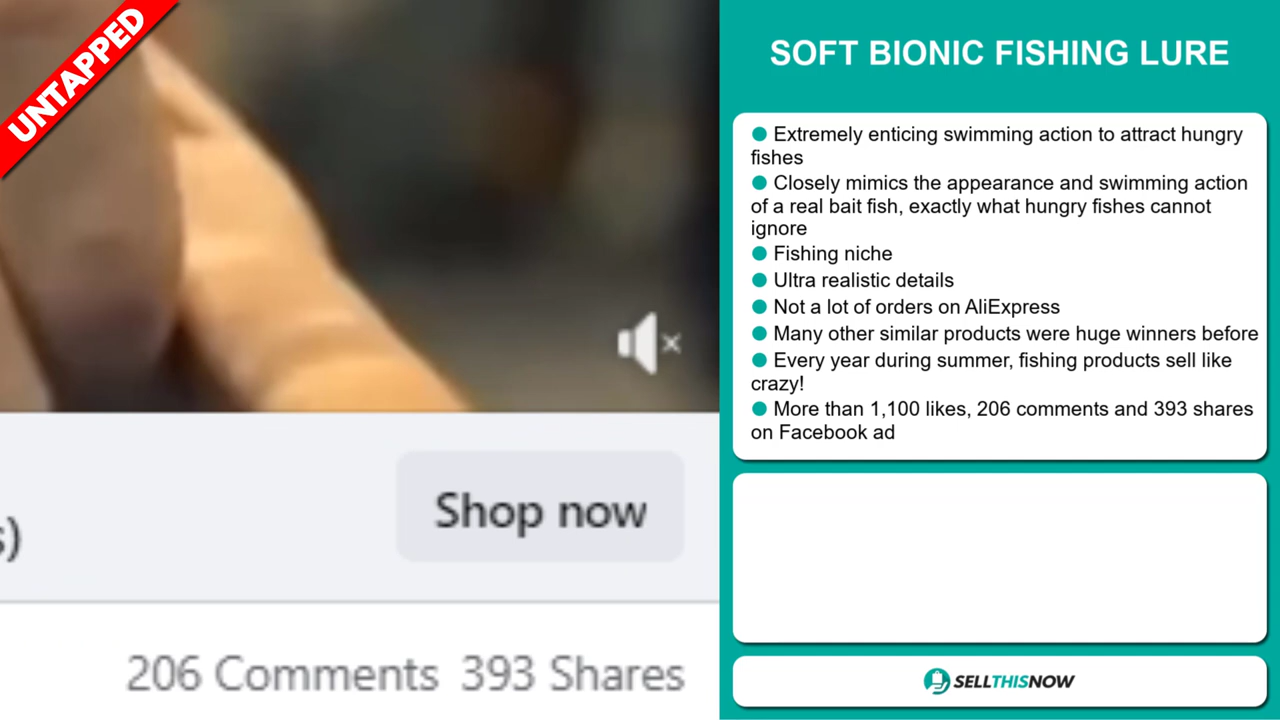 UNTAPPED
s)
Shop now
206 Comments 393 Shares
SOFT BIONIC FISHING LURE
● Extremely enticing swimming action to attract hungry
fishes
● Closely mimics the appearance and swimming action
of a real bait fish, exactly what hungry fishes cannot
ignore
● Fishing niche
● Ultra realistic details
● Not a lot of orders on AliExpress
● Many other similar products were huge winners before
● Every year during summer, fishing products sell like
crazy!
● More than 1,100 likes, 206 comments and 393 shares
on Facebook ad
SELLTHISNOW